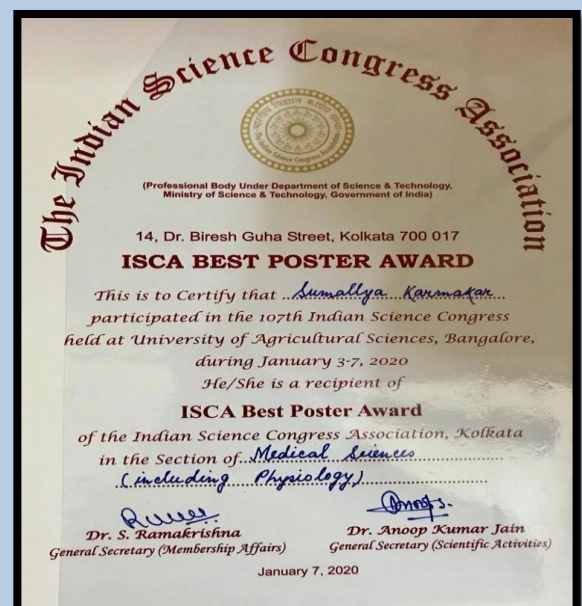 The Indian Science Congress Association
(Professional Body Under Department of Science & Technology,
Ministry of Science & Technology, Government of India)
14, Dr. Biresh Guha Street, Kolkata 700 017
ISCA BEST POSTER AWARD
This is to Certify that ..Sumallya Karmakar...
participated in the 107th Indian Science Congress
held at University of Agricultural Sciences, Bangalore,
during January 3-7, 2020
He/She is a recipient of
ISCA Best Poster Award
of the Indian Science Congress Association, Kolkata
in the Section of..Medical Sciences
(including Physiology)
Dr. S. Ramakrishna
General Secretary (Membership Affairs)
Dr. Anoop Kumar Jain
General Secretary (Scientific Activities)
January 7, 2020